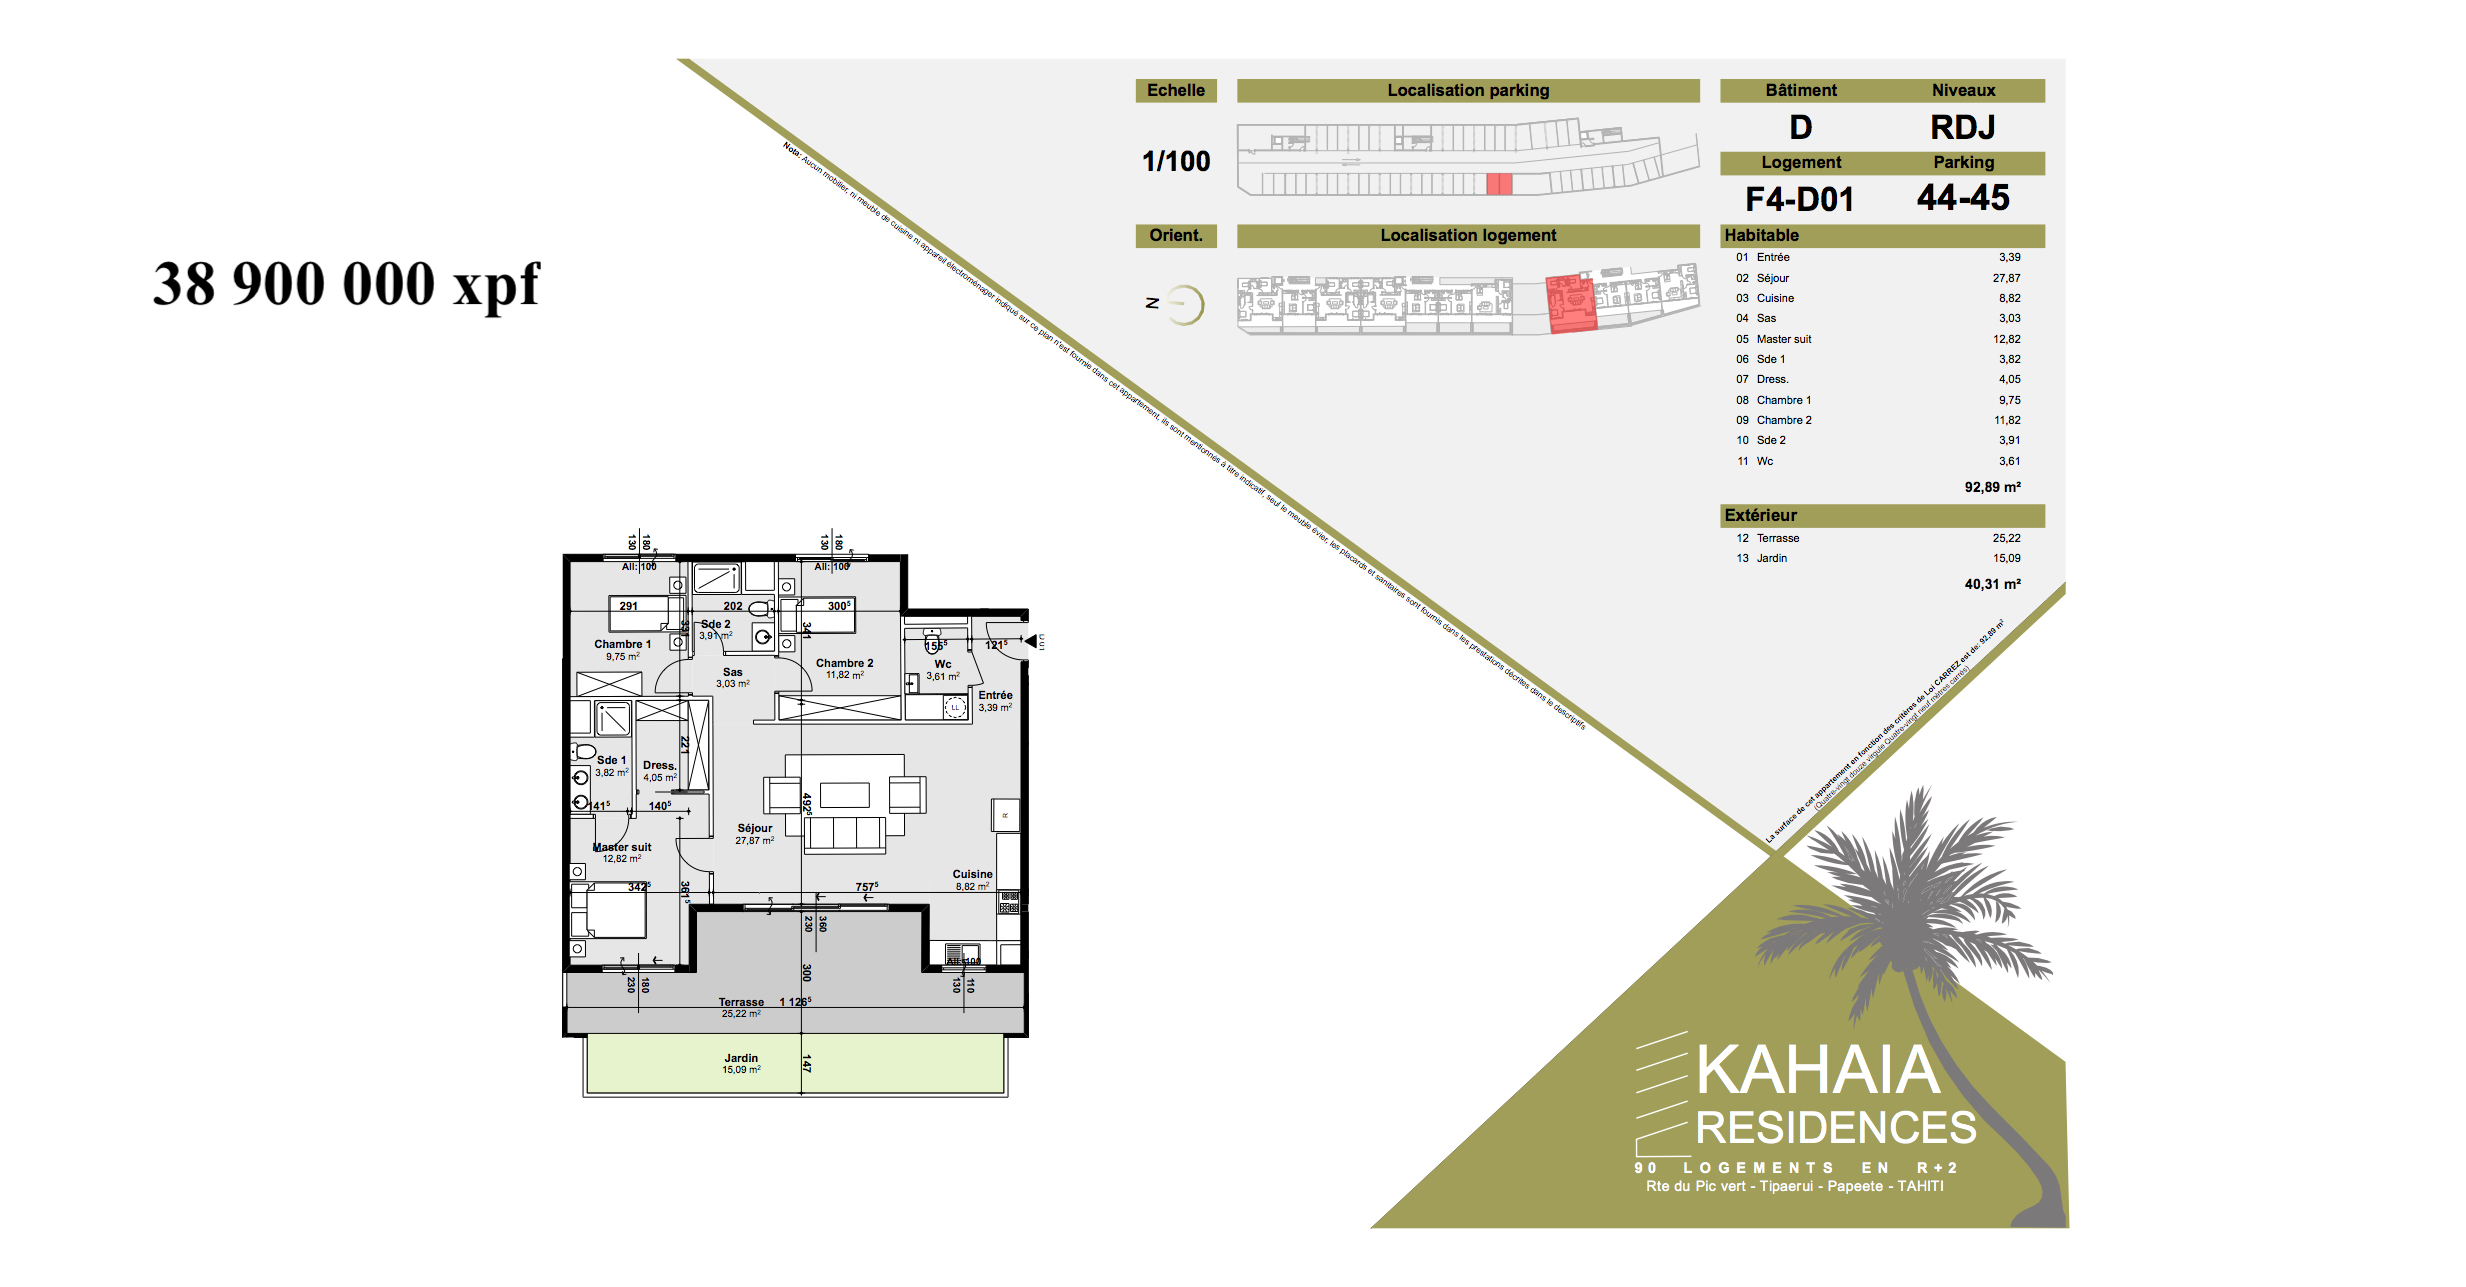 38 900 000 xpf
Echelle
1/100
Localisation parking
Bâtiment Niveaux
D RDJ
Logement Parking
F4-D01 44-45
Orient.
N
Localisation logement
Habitable
01 Entrée 3,39
02 Séjour 27,87
03 Cuisine 8,82
04 Sas 3,03
05 Master suit 12,82
06 Sde 1 3,82
07 Dress. 4,05
08 Chambre 1 9,75
09 Chambre 2 11,82
10 Sde 2 3,91
11 Wc 3,61
92,89 m²
Extérieur
12 Terrasse 25,22
13 Jardin 15,09
40,31 m²
Nota: Aucun mobilier, ni meuble de cuisine ni appareil électroménager indiqué sur ce plan n'est fournie dans cet appartement, ils sont mentionnés à titre indicatif, seul le meuble évier, les placards et sanitaires sont fournis dans les prestations décrites dans le descriptifs
La surface de cet appartement en fonction des critères de Loi CARREZ est de: 92.89 m²
(Quatre-vingt douze virgule Quatre-vingt neuf mètres carrés)
130 180
All: 100
130 180
All: 100
291
202
300⁵
331
341
Sde 2
3,91 m²
Chambre 1
9,75 m²
Sas
3,03 m²
Chambre 2
11,82 m²
155⁵
121⁵
D01
Wc
3,61 m²
Entrée
3,39 m²
LL
221
Sde 1
3,82 m²
Dress.
4,05 m²
141⁵
140⁵
492⁵
R
Séjour
27,87 m²
Master suit
12,82 m²
342⁵
361⁵
757⁵
Cuisine
8,82 m²
230 360
All: 100
230 180
300
130 110
Terrasse 1 126⁵
25,22 m²
Jardin
15,09 m²
147
KAHAIA
RESIDENCES
90 LOGEMENTS EN R+2
Rte du Pic vert - Tipaerui - Papeete - TAHITI